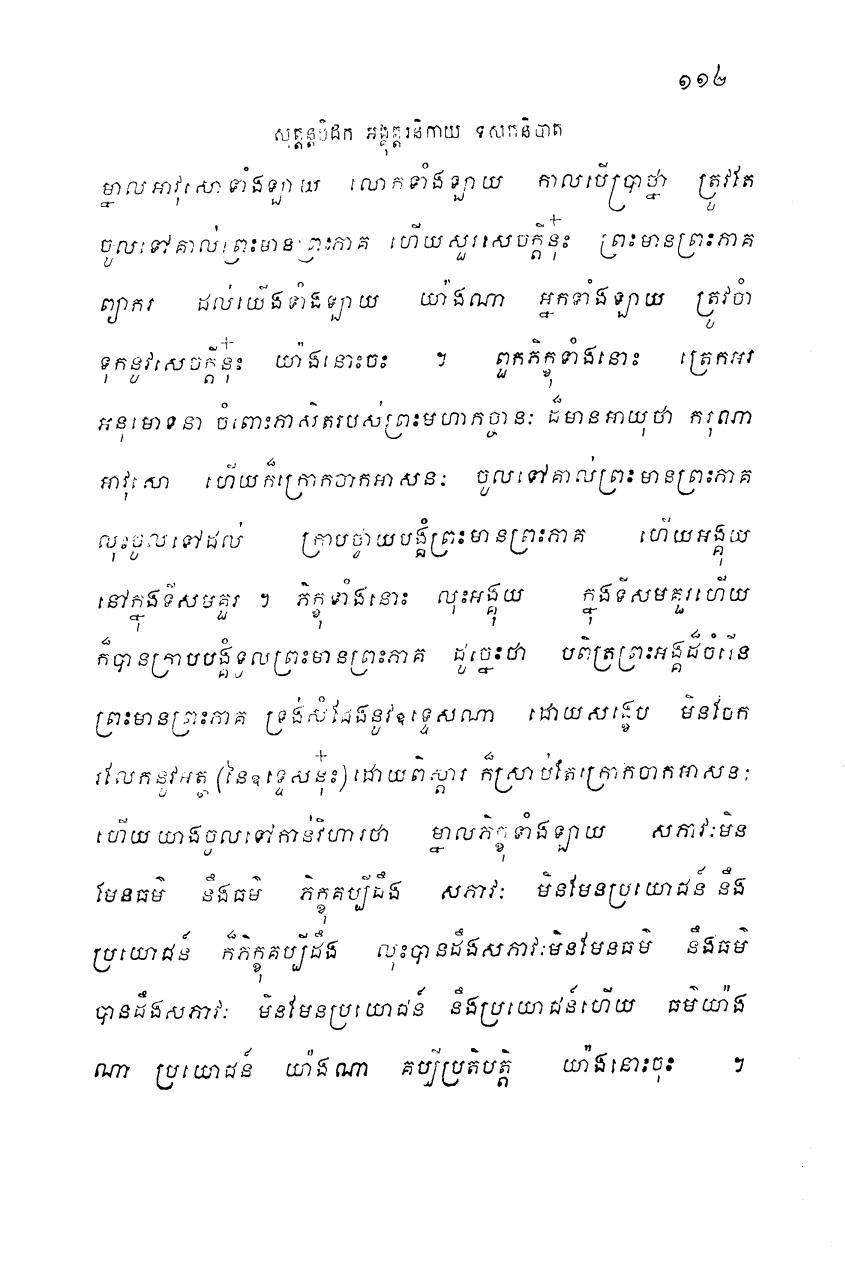 ១១៤
សុត្តន្តបិដក អង្គុត្តរនិកាយ ទសកនិបាត
ម្នាលអាវុសោទាំងឡាយ លោកទាំងឡាយ កាលបើប្រាថ្នា ត្រូវតែ
ចូលទៅគាល់ព្រះមានព្រះភាគ ហើយសួរសេចក្តីនុ៎ះ ព្រះមានព្រះភាគ
ព្យាករ ដល់យើងទាំងឡាយ យ៉ាងណា អ្នកទាំងឡាយ ត្រូវចាំ
ទុកនូវសេចក្តីនុ៎ះ យ៉ាងនោះចុះ ។ ពួកភិក្ខុទាំងនោះ ត្រេកអរ
អនុមោទនា ចំពោះភាសិតរបស់ព្រះមហាកច្ចានៈ ដ៏មានអាយុថា ករុណា
អាវុសោ ហើយក៏ក្រោកចាកអាសនៈ ចូលទៅគាល់ព្រះមានព្រះភាគ
លុះចូលទៅដល់ ក្រាបថ្វាយបង្គំព្រះមានព្រះភាគ ហើយអង្គុយ
នៅក្នុងទីសមគួរ ។ ភិក្ខុទាំងនោះ លុះអង្គុយ ក្នុងទីសមគួរហើយ
ក៏បានក្រាបបង្គំទូលព្រះមានព្រះភាគ ដូច្នេះថា បពិត្រព្រះអង្គដ៏ចំរើន
ព្រះមានព្រះភាគ ទ្រង់សំដែងនូវឧទ្ទេសណា ដោយសង្ខេប មិនចែក
រលែកនូវអត្ថ (នៃឧទ្ទេសនុ៎ះ) ដោយពិស្តារ ក៏ស្រាប់តែក្រោកចាកអាសនៈ
ហើយយាងចូលទៅកាន់វិហារថា ម្នាលភិក្ខុទាំងឡាយ សភាវៈមិន
មែនធម៌ នឹងធម៌ ភិក្ខុគប្បីដឹង សភាវៈ មិនមែនប្រយោជន៍ នឹង
ប្រយោជន៍ ក៏ភិក្ខុគប្បីដឹង លុះបានដឹងសភាវៈមិនមែនធម៌ នឹងធម៌
បានដឹងសភាវៈ មិនមែនប្រយោជន៍ នឹងប្រយោជន៍ហើយ ធម៌យ៉ាង
ណា ប្រយោជន៍ យ៉ាងណា គប្បីប្រតិបត្តិ យ៉ាងនោះចុះ ។